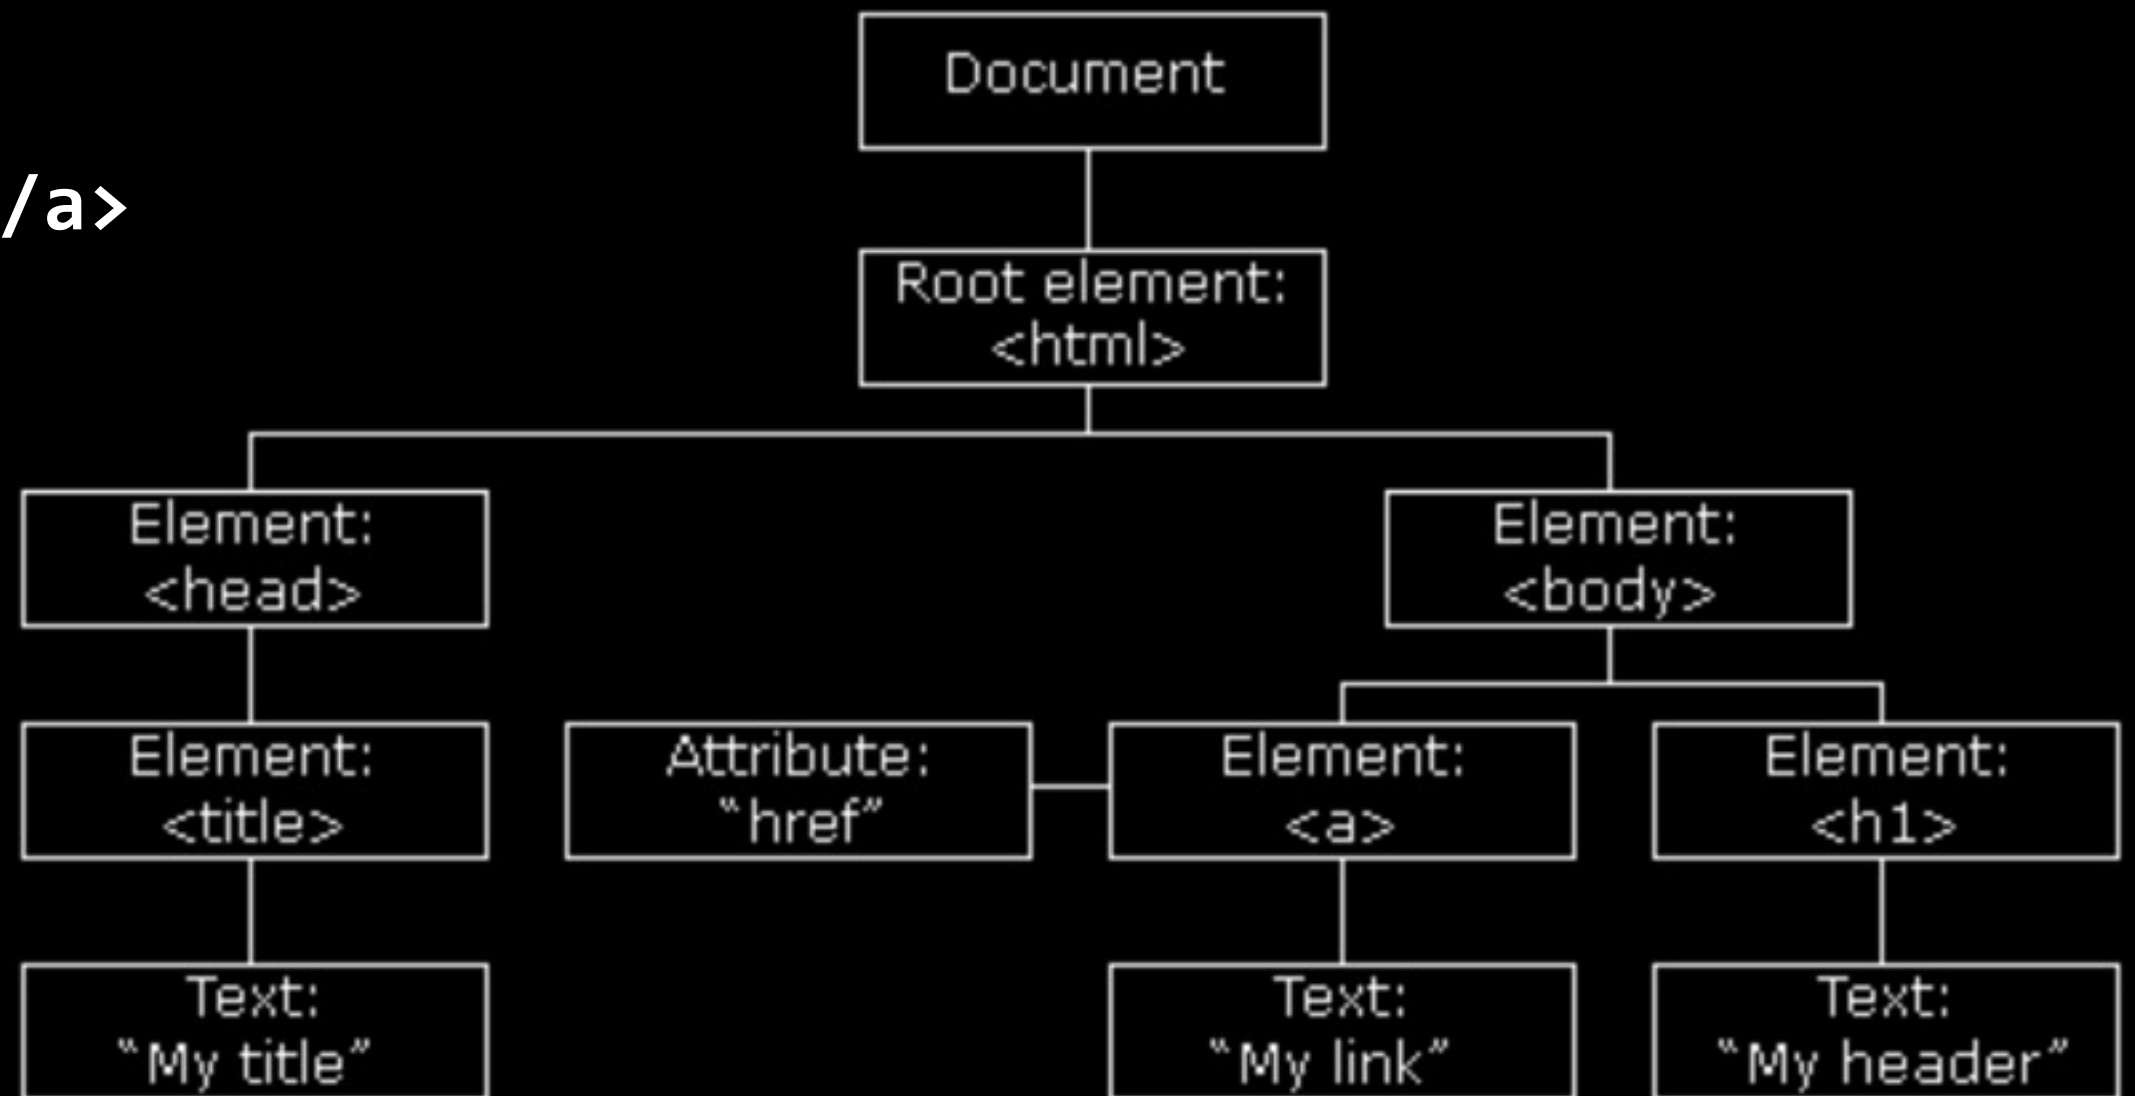 Document
/a>
Root element:
<html>
Element:
<head>
Element:
<body>
Element:
<title>
Attribute:
“href”
Element:
<a>
Element:
<h1>
Text:
“My title”
Text:
“My link”
Text:
“My header”